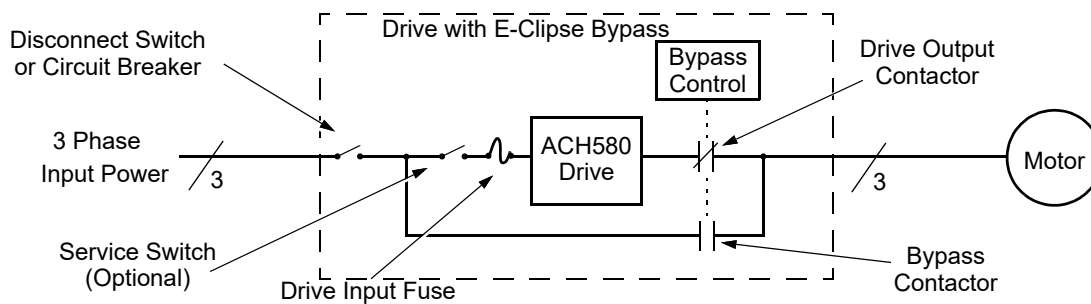 Drive with E-Clipse Bypass
Disconnect Switch
or Circuit Breaker
Bypass
Control
Drive Output
Contactor
3 Phase
Input Power
3
ACH580
Drive
3
Motor
Service Switch
(Optional)
Drive Input Fuse
Bypass
Contactor